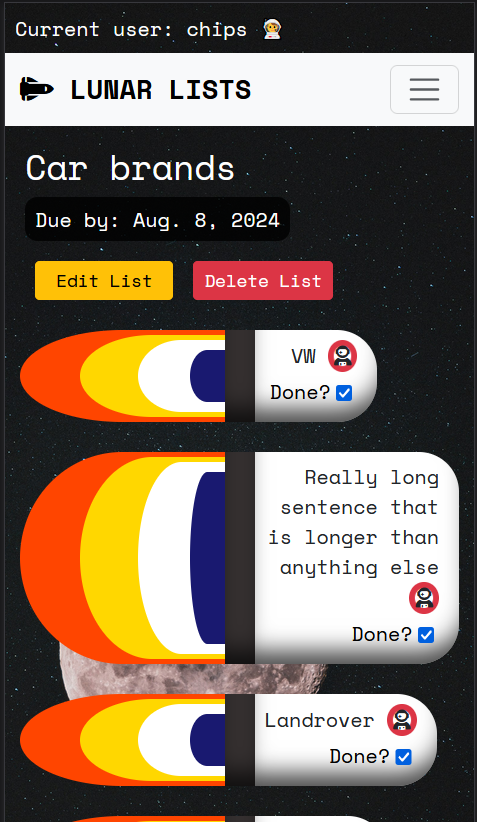 Current user: chips
LUNAR LISTS
Car brands
Due by: Aug. 8, 2024
Edit List
Delete List
VW
Done?
Really long
sentence that
is longer than
anything else
Done?
Landrover
Done?